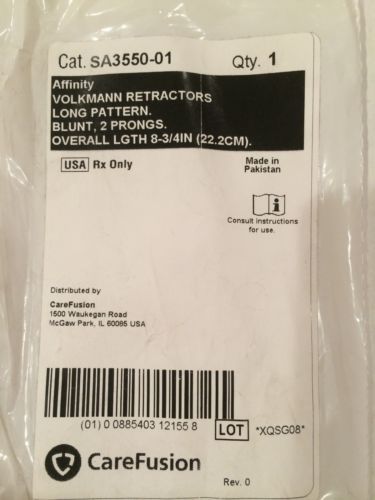 Cat. SA3550-01 Qty. 1
Affinity
VOLKMANN RETRACTORS
LONG PATTERN.
BLUNT, 2 PRONGS.
OVERALL LGTH 8-3/4IN (22.2CM).
USA Rx Only
Made in
Pakistan
Consult instructions
for use.
Distributed by
CareFusion
1500 Waukegan Road
McGaw Park, IL 60085 USA
(01) 0 0885403 12155 8
LOT *XQSG08*
CareFusion
Rev. 0